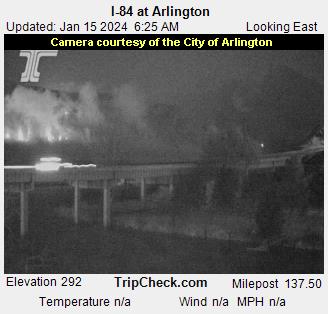 I-84 at Arlington
Updated: Jan 15 2024 6:25 AM Looking East
Camera courtesy of the City of Arlington
Elevation 292 TripCheck.com Milepost 137.50
Temperature n/a Wind n/a MPH n/a